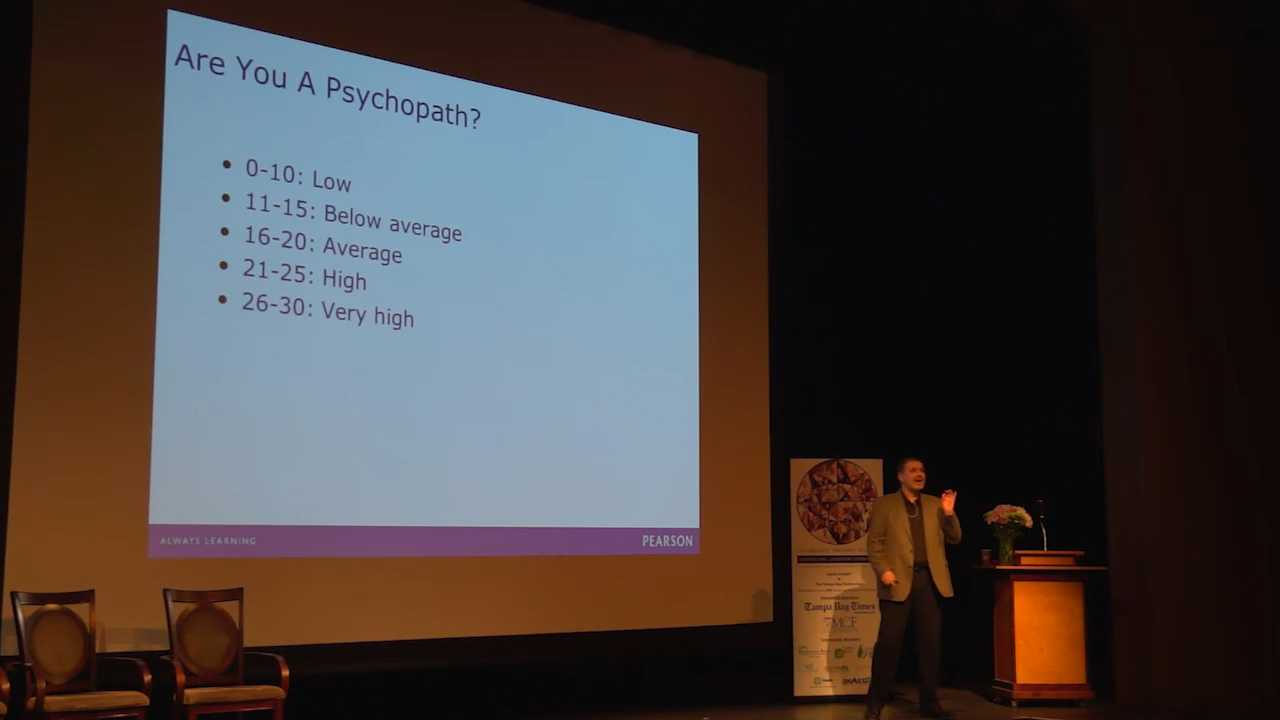 Are You A Psychopath?
• 0-10: Low
• 11-15: Below average
• 16-20: Average
• 21-25: High
• 26-30: Very high
ALWAYS LEARNING
PEARSON
Tampa Bay Times
MCF